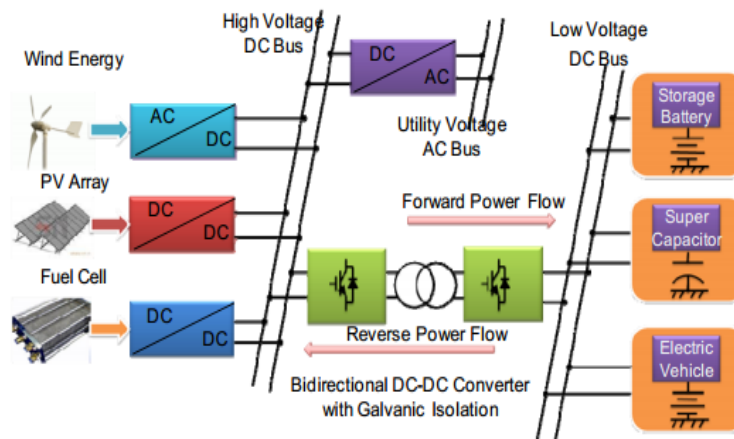 High Voltage
DC Bus
Low Voltage
DC Bus
Wind Energy
AC
DC
DC
AC
Utility Voltage
AC Bus
Storage
Battery
PV Array
DC
DC
Forward Power Flow
Super
Capacitor
Fuel Cell
DC
DC
Reverse Power Flow
Electric
Vehicle
Bidirectional DC-DC Converter
with Galvanic Isolation